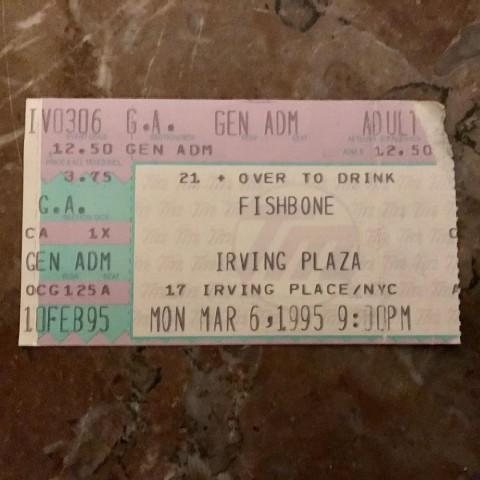 IV0306 G.A. GEN ADM ADULT
12.50 GEN ADM 12.50
3.75 21 + OVER TO DRINK
G.A. FISHBONE
CA 1X
GEN ADM IRVING PLAZA
OCG125A 17 IRVING PLACE/NYC
10FEB95 MON MAR 6,1995 9:00PM